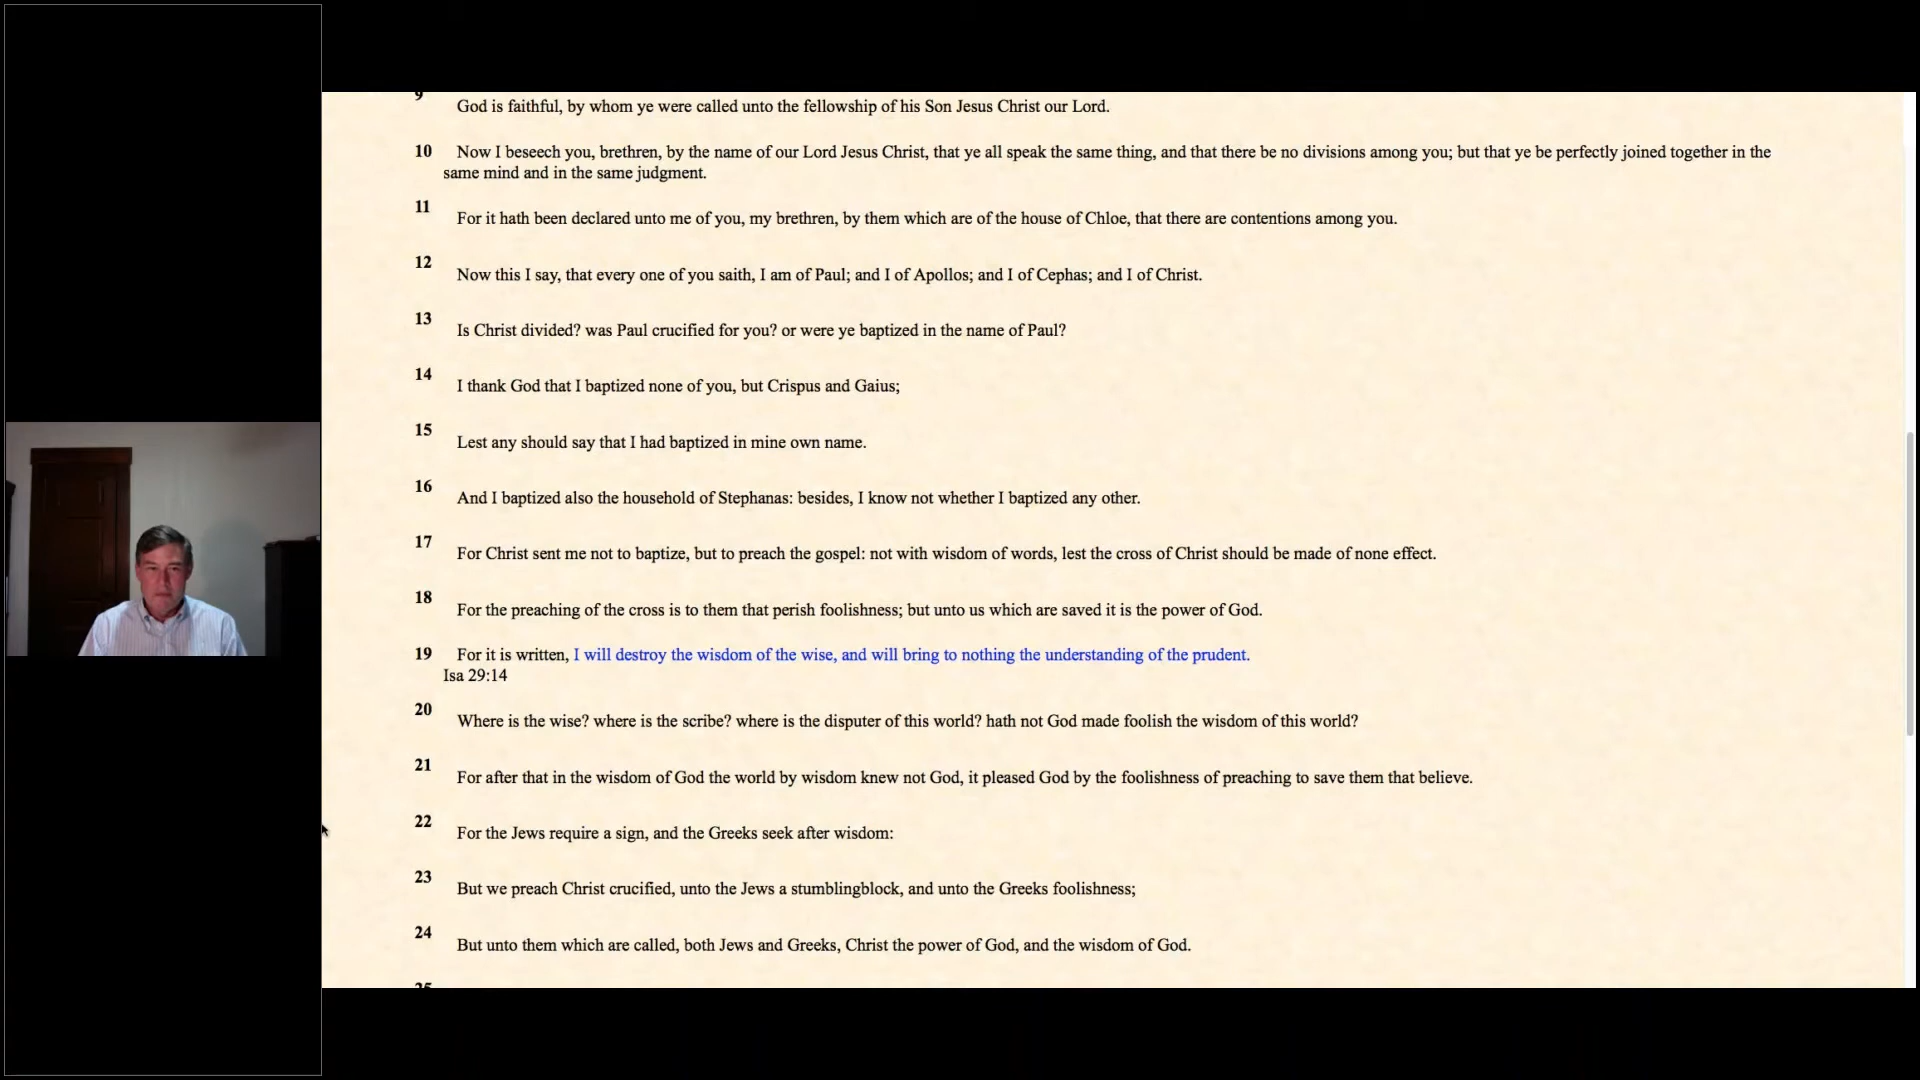 9
God is faithful, by whom ye were called unto the fellowship of his Son Jesus Christ our Lord.
10 Now I beseech you, brethren, by the name of our Lord Jesus Christ, that ye all speak the same thing, and that there be no divisions among you; but that ye be perfectly joined together in the
same mind and in the same judgment.
11
For it hath been declared unto me of you, my brethren, by them which are of the house of Chloe, that there are contentions among you.
12
Now this I say, that every one of you saith, I am of Paul; and I of Apollos; and I of Cephas; and I of Christ.
13
Is Christ divided? was Paul crucified for you? or were ye baptized in the name of Paul?
14
I thank God that I baptized none of you, but Crispus and Gaius;
15
Lest any should say that I had baptized in mine own name.
16
And I baptized also the household of Stephanas: besides, I know not whether I baptized any other.
17
For Christ sent me not to baptize, but to preach the gospel: not with wisdom of words, lest the cross of Christ should be made of none effect.
18
For the preaching of the cross is to them that perish foolishness; but unto us which are saved it is the power of God.
19 For it is written, I will destroy the wisdom of the wise, and will bring to nothing the understanding of the prudent.
Isa 29:14
20
Where is the wise? where is the scribe? where is the disputer of this world? hath not God made foolish the wisdom of this world?
21
For after that in the wisdom of God the world by wisdom knew not God, it pleased God by the foolishness of preaching to save them that believe.
22
For the Jews require a sign, and the Greeks seek after wisdom:
23
But we preach Christ crucified, unto the Jews a stumblingblock, and unto the Greeks foolishness;
24
But unto them which are called, both Jews and Greeks, Christ the power of God, and the wisdom of God.